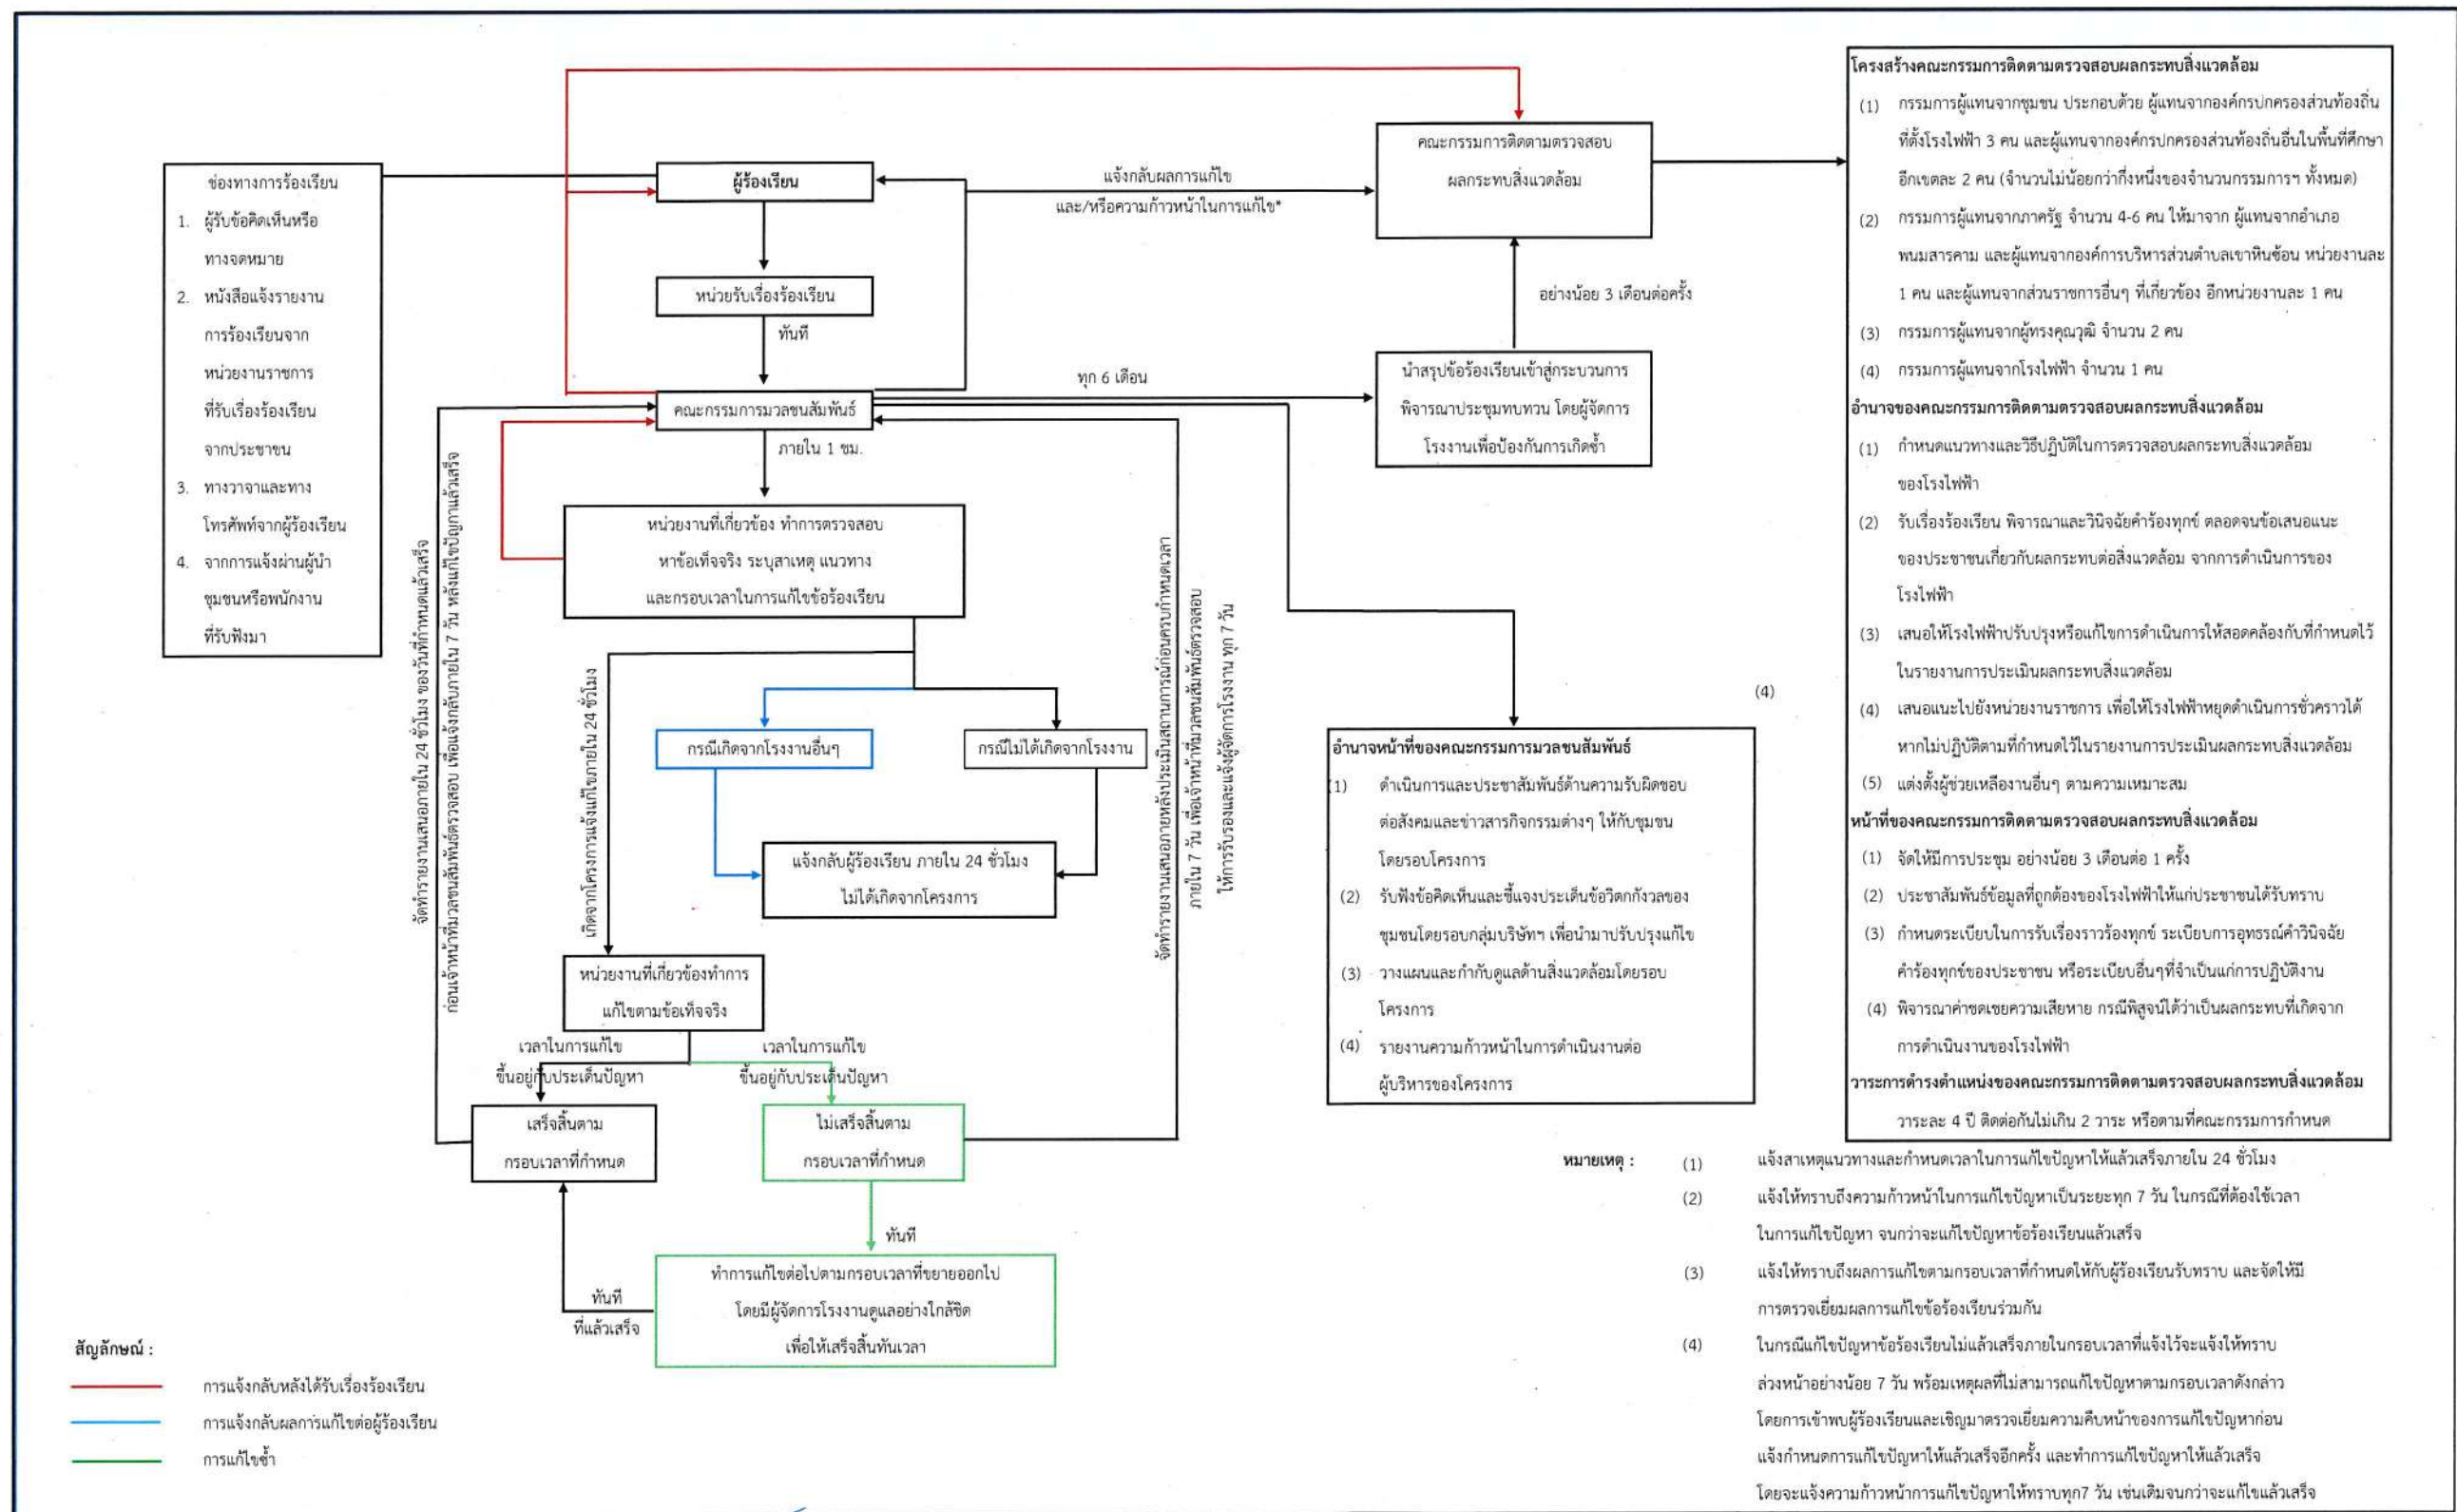 ช่องทางการร้องเรียน
1. ผู้รับข้อคิดเห็นหรือ
ทางจดหมาย
2. หนังสือแจ้งรายงาน
การร้องเรียนจาก
หน่วยงานราชการ
ที่รับเรื่องร้องเรียน
จากประชาชน
3. ทางวาจาและทาง
โทรศัพท์จากผู้ร้องเรียน
4. จากการแจ้งผ่านผู้นำ
ชุมชนหรือพนักงาน
ที่รับฟังมา
ผู้ร้องเรียน
หน่วยรับเรื่องร้องเรียน
ทันที
คณะกรรมการมวลชนสัมพันธ์
ภายใน 1 ชม.
หน่วยงานที่เกี่ยวข้อง ทำการตรวจสอบ
หาข้อเท็จจริง ระบุสาเหตุ แนวทาง
และกรอบเวลาในการแก้ไขข้อร้องเรียน
แจ้งกลับผลการแก้ไข
และ/หรือความก้าวหน้าในการแก้ไข*
คณะกรรมการติดตามตรวจสอบ
ผลกระทบสิ่งแวดล้อม
อย่างน้อย 3 เดือนต่อครั้ง
ทุก 6 เดือน
นำสรุปข้อร้องเรียนเข้าสู่กระบวนการ
พิจารณาประชุมทบทวน โดยผู้จัดการ
โรงงานเพื่อป้องกันการเกิดซ้ำ
จัดทำรายงานเสนอภายใน 24 ชั่วโมง ของวันที่กำหนดแล้วเสร็จ
ก่อนเจ้าหน้าที่มวลชนสัมพันธ์ตรวจสอบ เพื่อแจ้งกลับภายใน 7 วัน หลังแก้ไขปัญหาแล้วเสร็จ
เกิดจากโครงการแจ้งแก้ไขภายใน 24 ชั่วโมง
กรณีเกิดจากโรงงานอื่นๆ
กรณีไม่ได้เกิดจากโรงงาน
แจ้งกลับผู้ร้องเรียน ภายใน 24 ชั่วโมง
ไม่ได้เกิดจากโครงการ
จัดทำรายงานเสนอภายหลังประเมินสถานการณ์ก่อนครบกำหนดเวลา
ภายใน 7 วัน เพื่อเจ้าหน้าที่มวลชนสัมพันธ์ตรวจสอบ
ให้การรับรองและแจ้งผู้จัดการโรงงาน ทุก 7 วัน
หน่วยงานที่เกี่ยวข้องทำการ
แก้ไขตามข้อเท็จจริง
เวลาในการแก้ไข
ขึ้นอยู่กับประเด็นปัญหา
เวลาในการแก้ไข
ขึ้นอยู่กับประเด็นปัญหา
เสร็จสิ้นตาม
กรอบเวลาที่กำหนด
ไม่เสร็จสิ้นตาม
กรอบเวลาที่กำหนด
ทันที
ทำการแก้ไขต่อไปตามกรอบเวลาที่ขยายออกไป
โดยมีผู้จัดการโรงงานดูแลอย่างใกล้ชิด
เพื่อให้เสร็จสิ้นทันเวลา
ทันที
ที่แล้วเสร็จ
(4)
อำนาจหน้าที่ของคณะกรรมการมวลชนสัมพันธ์
(1) ดำเนินการและประชาสัมพันธ์ด้านความรับผิดชอบ
ต่อสังคมและข่าวสารกิจกรรมต่างๆ ให้กับชุมชน
โดยรอบโครงการ
(2) รับฟังข้อคิดเห็นและชี้แจงประเด็นข้อวิตกกังวลของ
ชุมชนโดยรอบกลุ่มบริษัทฯ เพื่อนำมาปรับปรุงแก้ไข
(3) วางแผนและกำกับดูแลด้านสิ่งแวดล้อมโดยรอบ
โครงการ
(4) รายงานความก้าวหน้าในการดำเนินงานต่อ
ผู้บริหารของโครงการ
โครงสร้างคณะกรรมการติดตามตรวจสอบผลกระทบสิ่งแวดล้อม
(1) กรรมการผู้แทนจากชุมชน ประกอบด้วย ผู้แทนจากองค์กรปกครองส่วนท้องถิ่น
ที่ตั้งโรงไฟฟ้า 3 คน และผู้แทนจากองค์กรปกครองส่วนท้องถิ่นอื่นในพื้นที่ศึกษา
อีกเขตละ 2 คน (จำนวนไม่น้อยกว่ากึ่งหนึ่งของจำนวนกรรมการฯ ทั้งหมด)
(2) กรรมการผู้แทนจากภาครัฐ จำนวน 4-6 คน ให้มาจาก ผู้แทนจากอำเภอ
พนมสารคาม และผู้แทนจากองค์การบริหารส่วนตำบลเขาหินซ้อน หน่วยงานละ
1 คน และผู้แทนจากส่วนราชการอื่นๆ ที่เกี่ยวข้อง อีกหน่วยงานละ 1 คน
(3) กรรมการผู้แทนจากผู้ทรงคุณวุฒิ จำนวน 2 คน
(4) กรรมการผู้แทนจากโรงไฟฟ้า จำนวน 1 คน
อำนาจของคณะกรรมการติดตามตรวจสอบผลกระทบสิ่งแวดล้อม
(1) กำหนดแนวทางและวิธีปฏิบัติในการตรวจสอบผลกระทบสิ่งแวดล้อม
ของโรงไฟฟ้า
(2) รับเรื่องร้องเรียน พิจารณาและวินิจฉัยคำร้องทุกข์ ตลอดจนข้อเสนอแนะ
ของประชาชนเกี่ยวกับผลกระทบต่อสิ่งแวดล้อม จากการดำเนินการของ
โรงไฟฟ้า
(3) เสนอให้โรงไฟฟ้าปรับปรุงหรือแก้ไขการดำเนินการให้สอดคล้องกับที่กำหนดไว้
ในรายงานการประเมินผลกระทบสิ่งแวดล้อม
(4) เสนอแนะไปยังหน่วยงานราชการ เพื่อให้โรงไฟฟ้าหยุดดำเนินการชั่วคราวได้
หากไม่ปฏิบัติตามที่กำหนดไว้ในรายงานการประเมินผลกระทบสิ่งแวดล้อม
(5) แต่งตั้งผู้ช่วยเหลืองานอื่นๆ ตามความเหมาะสม
หน้าที่ของคณะกรรมการติดตามตรวจสอบผลกระทบสิ่งแวดล้อม
(1) จัดให้มีการประชุม อย่างน้อย 3 เดือนต่อ 1 ครั้ง
(2) ประชาสัมพันธ์ข้อมูลที่ถูกต้องของโรงไฟฟ้าให้แก่ประชาชนได้รับทราบ
(3) กำหนดระเบียบในการรับเรื่องราวร้องทุกข์ ระเบียบการอุทธรณ์คำวินิจฉัย
คำร้องทุกข์ของประชาชน หรือระเบียบอื่นๆที่จำเป็นแก่การปฏิบัติงาน
(4) พิจารณาค่าชดเชยความเสียหาย กรณีพิสูจน์ได้ว่าเป็นผลกระทบที่เกิดจาก
การดำเนินงานของโรงไฟฟ้า
วาระการดำรงตำแหน่งของคณะกรรมการติดตามตรวจสอบผลกระทบสิ่งแวดล้อม
วาระละ 4 ปี ติดต่อกันไม่เกิน 2 วาระ หรือตามที่คณะกรรมการกำหนด
หมายเหตุ : (1) แจ้งสาเหตุแนวทางและกำหนดเวลาในการแก้ไขปัญหาให้แล้วเสร็จภายใน 24 ชั่วโมง
(2) แจ้งให้ทราบถึงความก้าวหน้าในการแก้ไขปัญหาเป็นระยะทุก 7 วัน ในกรณีที่ต้องใช้เวลา
ในการแก้ไขปัญหา จนกว่าจะแก้ไขปัญหาข้อร้องเรียนแล้วเสร็จ
(3) แจ้งให้ทราบถึงผลการแก้ไขตามกรอบเวลาที่กำหนดให้กับผู้ร้องเรียนรับทราบ และจัดให้มี
การตรวจเยี่ยมผลการแก้ไขข้อร้องเรียนร่วมกัน
(4) ในกรณีแก้ไขปัญหาข้อร้องเรียนไม่แล้วเสร็จภายในกรอบเวลาที่แจ้งไว้จะแจ้งให้ทราบ
ล่วงหน้าอย่างน้อย 7 วัน พร้อมเหตุผลที่ไม่สามารถแก้ไขปัญหาตามกรอบเวลาดังกล่าว
โดยการเข้าพบผู้ร้องเรียนและเชิญมาตรวจเยี่ยมความคืบหน้าของการแก้ไขปัญหาก่อน
แจ้งกำหนดการแก้ไขปัญหาให้แล้วเสร็จอีกครั้ง และทำการแก้ไขปัญหาให้แล้วเสร็จ
โดยจะแจ้งความก้าวหน้าการแก้ไขปัญหาให้ทราบทุก7 วัน เช่นเดิมจนกว่าจะแก้ไขแล้วเสร็จ
สัญลักษณ์ :
การแจ้งกลับหลังได้รับเรื่องร้องเรียน
การแจ้งกลับผลการแก้ไขต่อผู้ร้องเรียน
การแก้ไขซ้ำ